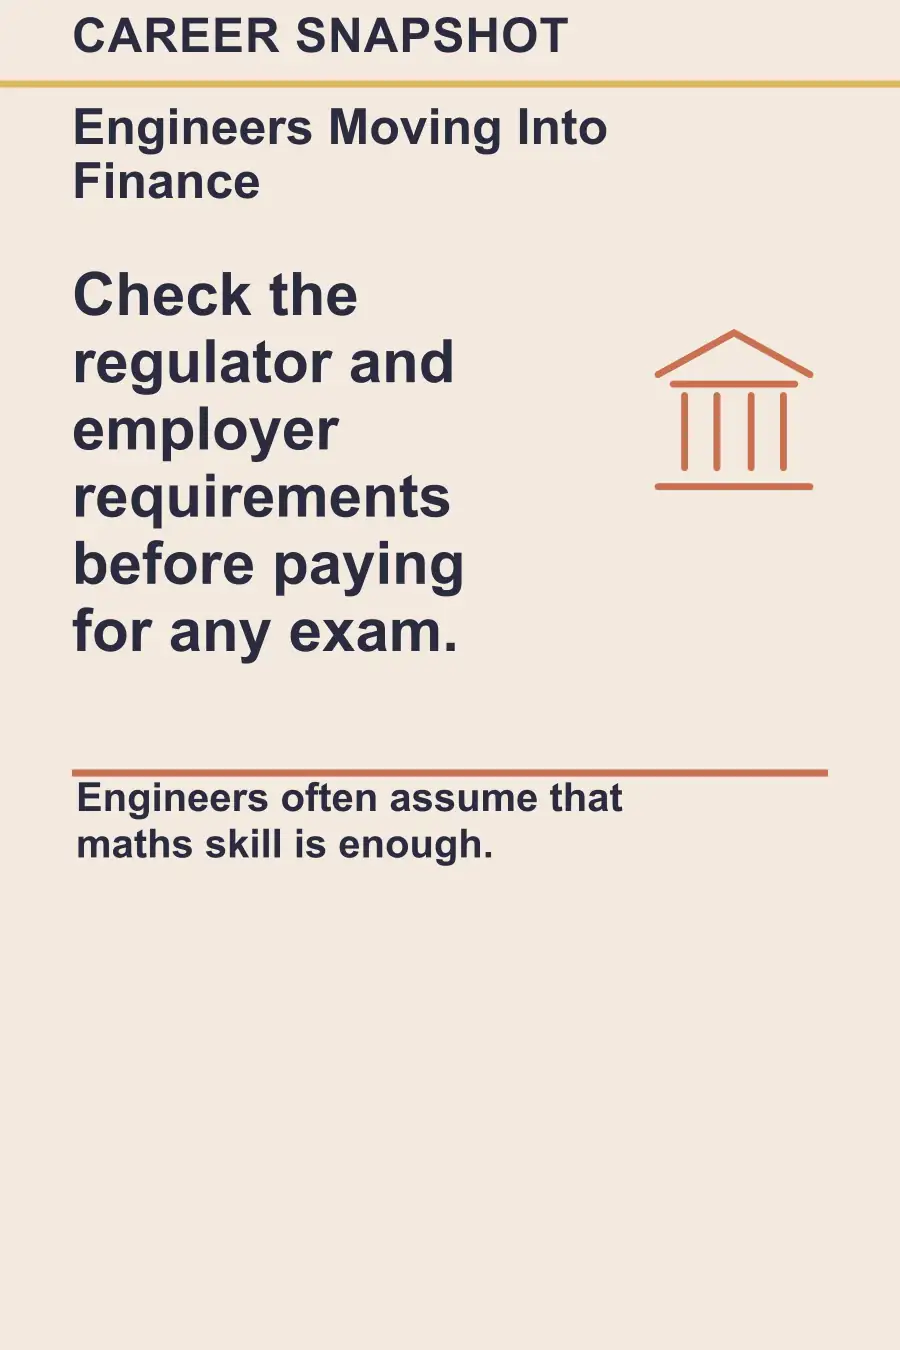 CAREER SNAPSHOT
Engineers Moving Into
Finance
Check the
regulator and
employer
requirements
before paying
for any exam.
Engineers often assume that
maths skill is enough.